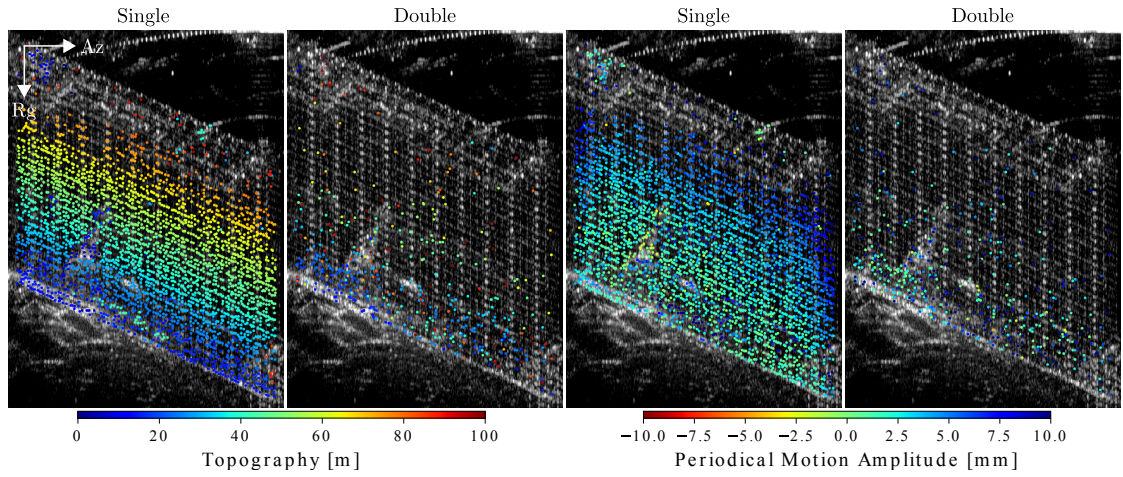 Single
Double
Single
Double
Az
Rg
0 20 40 60 80 100
Topography [m]
−10.0 −7.5 −5.0 −2.5 0.0 2.5 5.0 7.5 10.0
Periodical Motion Amplitude [mm]